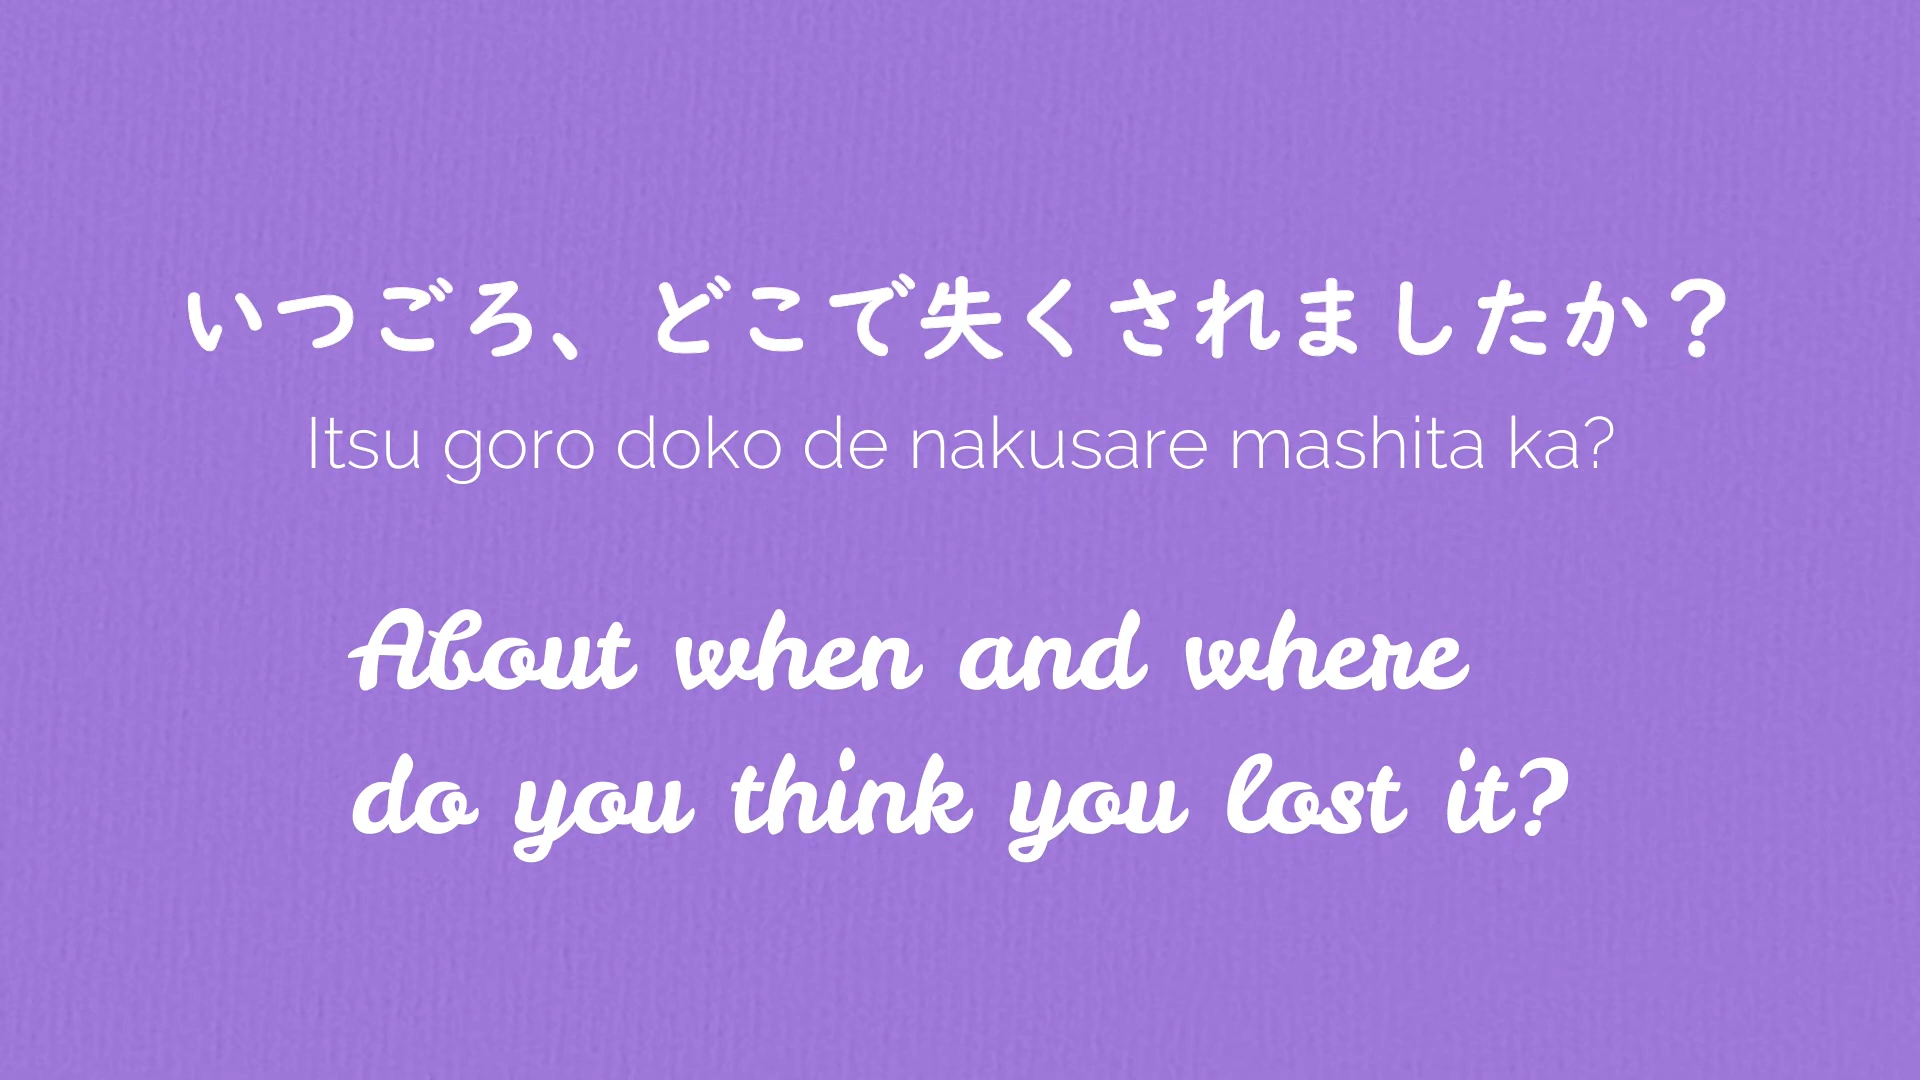 いつごろ、どこで失くされましたか？
Itsu goro doko de nakusare mashita ka?
About when and where
do you think you lost it?